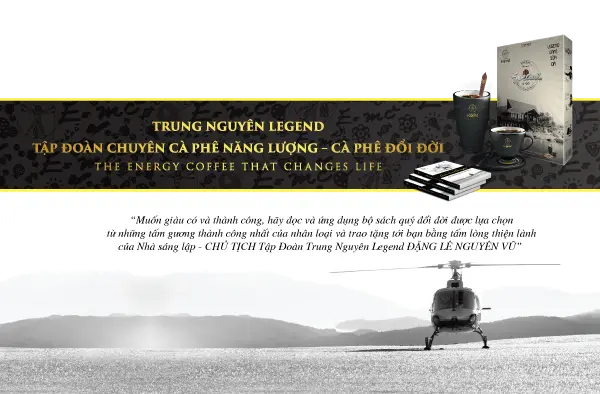 TRUNG NGUYÊN LEGEND
TẬP ĐOÀN CHUYÊN CÀ PHÊ NĂNG LƯỢNG – CÀ PHÊ ĐỔI ĐỜI
THE ENERGY COFFEE THAT CHANGES LIFE
“Muốn giàu có và thành công, hãy đọc và ứng dụng bộ sách quý đổi đời được lựa chọn
từ những tấm gương thành công nhất của nhân loại và trao tặng tới bạn bằng tấm lòng thiện lành
của Nhà sáng lập - CHỦ TỊCH Tập Đoàn Trung Nguyên Legend ĐẶNG LÊ NGUYÊN VŨ”